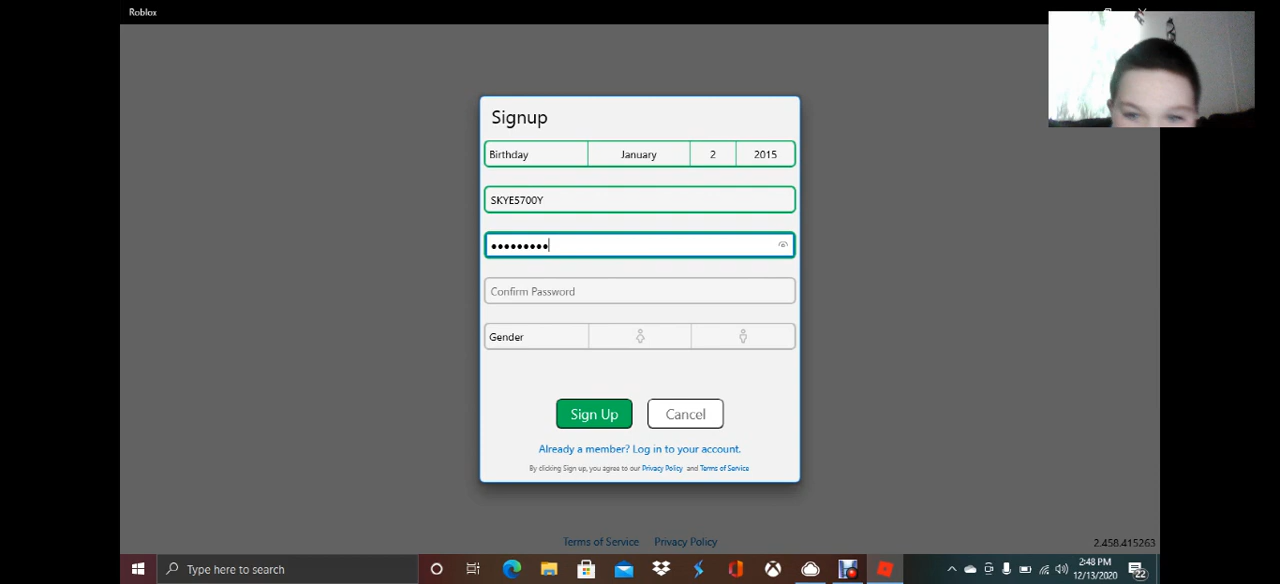 Roblox
Signup
Birthday January 2 2015
SKYE5700Y
•••••••••
Confirm Password
Gender
Sign Up Cancel
Already a member? Log in to your account.
By clicking Sign up, you agree to our Privacy Policy and Terms of Service
Terms of Service Privacy Policy
2.458.415263
Type here to search
2:48 PM
12/13/2020
22